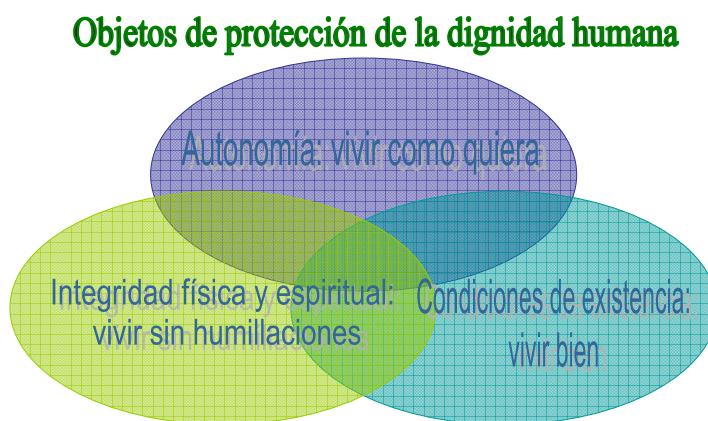 Objetos de protección de la dignidad humana
Autonomía: vivir como quiera
Integridad física y espiritual:
vivir sin humillaciones
Condiciones de existencia:
vivir bien